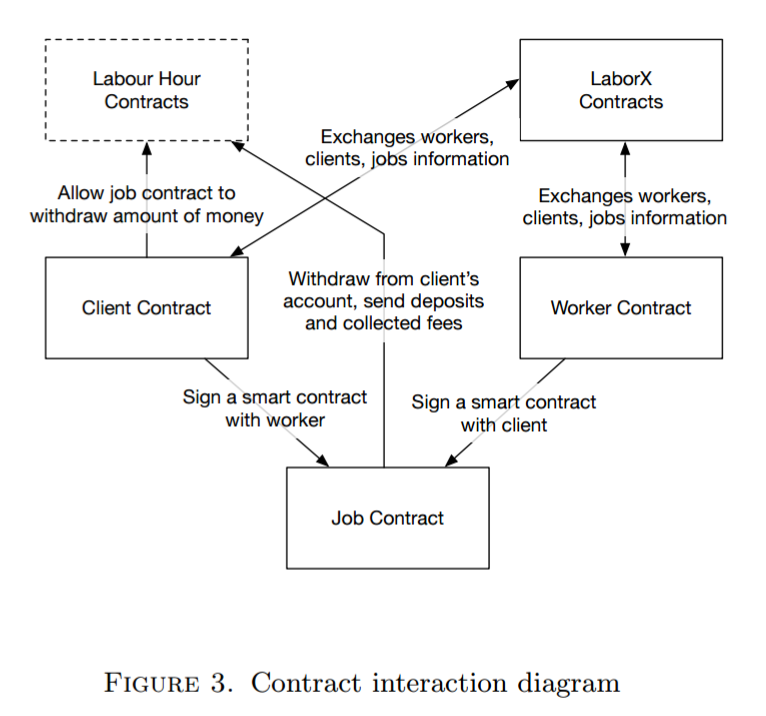 Labour Hour
Contracts
LaborX
Contracts
Exchanges workers,
clients, jobs information
Allow job contract to
withdraw amount of money
Exchanges workers,
clients, jobs information
Client Contract
Withdraw from client's
account, send deposits
and collected fees
Worker Contract
Sign a smart contract
with worker
Sign a smart contract
with client
Job Contract
FIGURE 3. Contract interaction diagram